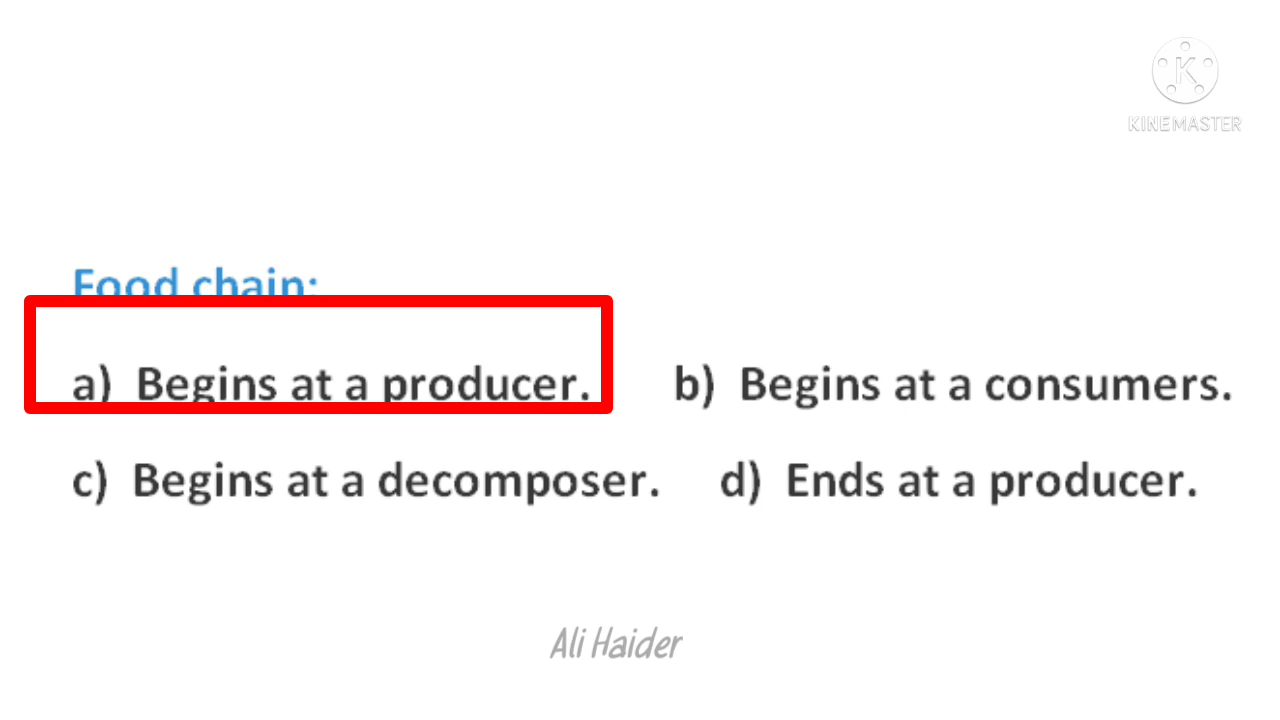 KINEMASTER
Food chain:
a) Begins at a producer. b) Begins at a consumers.
c) Begins at a decomposer. d) Ends at a producer.
Ali Haider